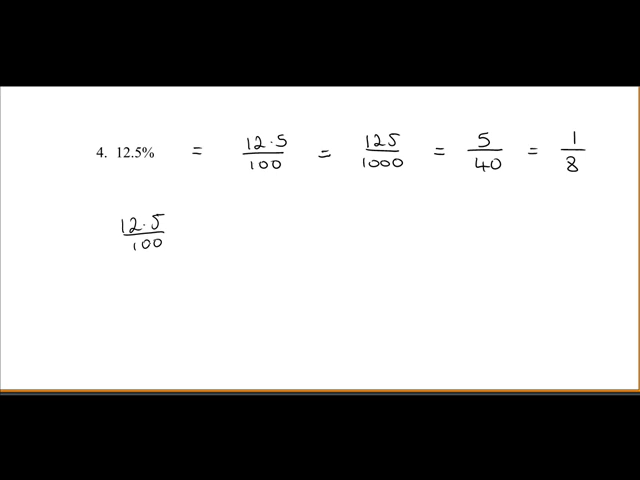 4. 12.5% = 12.5/100 = 125/1000 = 5/40 = 1/8
12.5/100